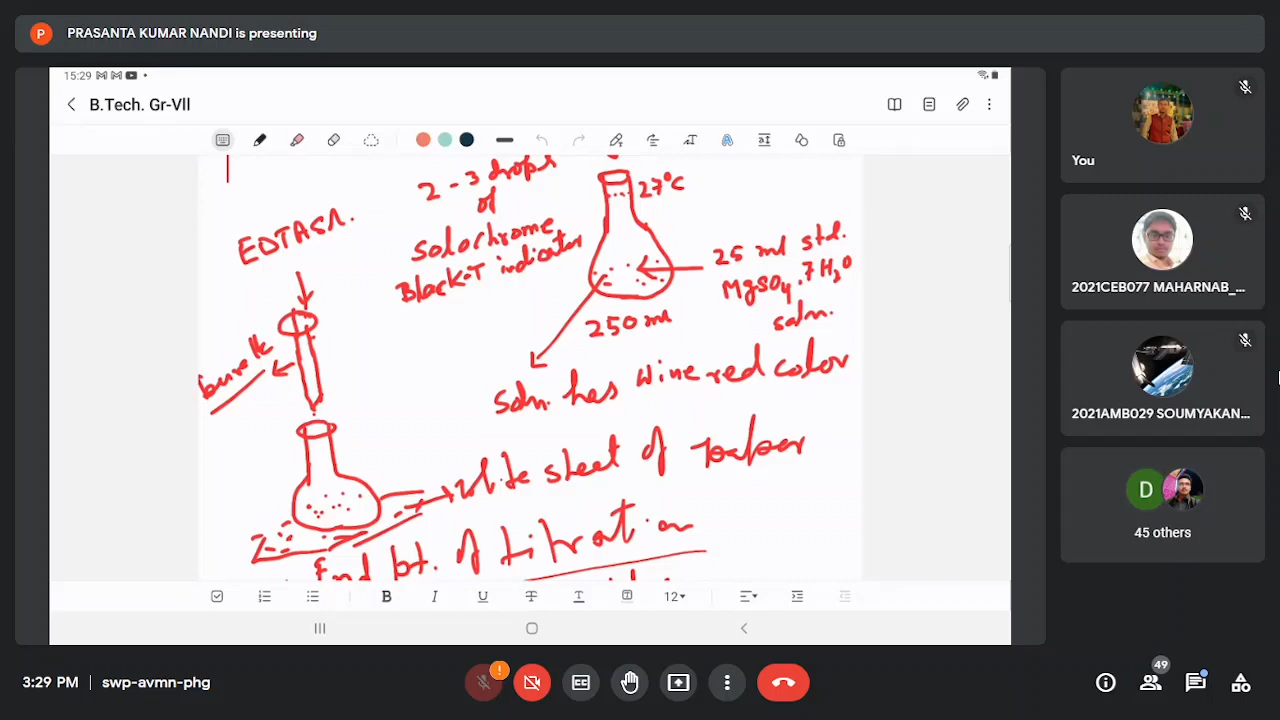 P
PRASANTA KUMAR NANDI is presenting
15:29
B.Tech. Gr-VII
2 - 3 drops
of
Solochrome
Black-T indicator
27°C
EDTA Sn.
25 ml std.
MgSO4.7H2O
soln.
250 ml
burette
Soln. has Wine red color
white sheet of paper
End pt. of titration
B
I
U
T
T
T
12
You
2021CEB077 MAHARNAB_...
2021AMB029 SOUMYAKAN...
D
45 others
3:29 PM | swp-avmn-phg
!
CC
49